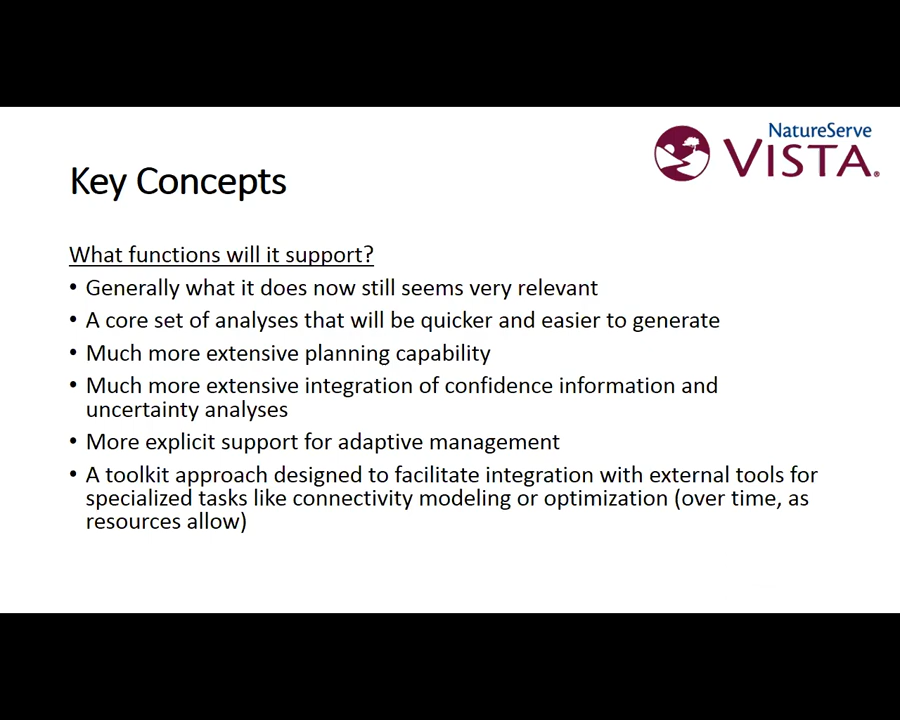 NatureServe
VISTA®
Key Concepts
What functions will it support?
• Generally what it does now still seems very relevant
• A core set of analyses that will be quicker and easier to generate
• Much more extensive planning capability
• Much more extensive integration of confidence information and
uncertainty analyses
• More explicit support for adaptive management
• A toolkit approach designed to facilitate integration with external tools for
specialized tasks like connectivity modeling or optimization (over time, as
resources allow)